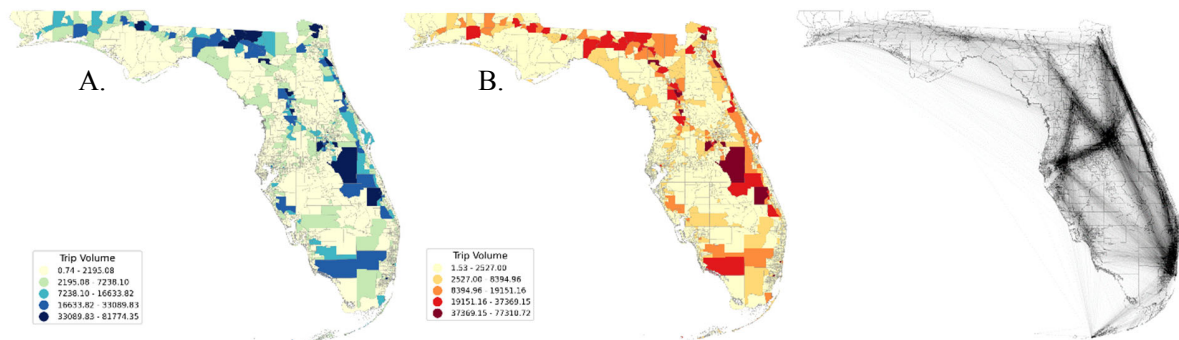 A.
B.
Trip Volume
0.74 - 2195.08
2195.08 - 7238.10
7238.10 - 16633.82
16633.82 - 33089.83
33089.83 - 81774.35
Trip Volume
1.53 - 2527.00
2527.00 - 8394.96
8394.96 - 19151.16
19151.16 - 37369.15
37369.15 - 77310.72